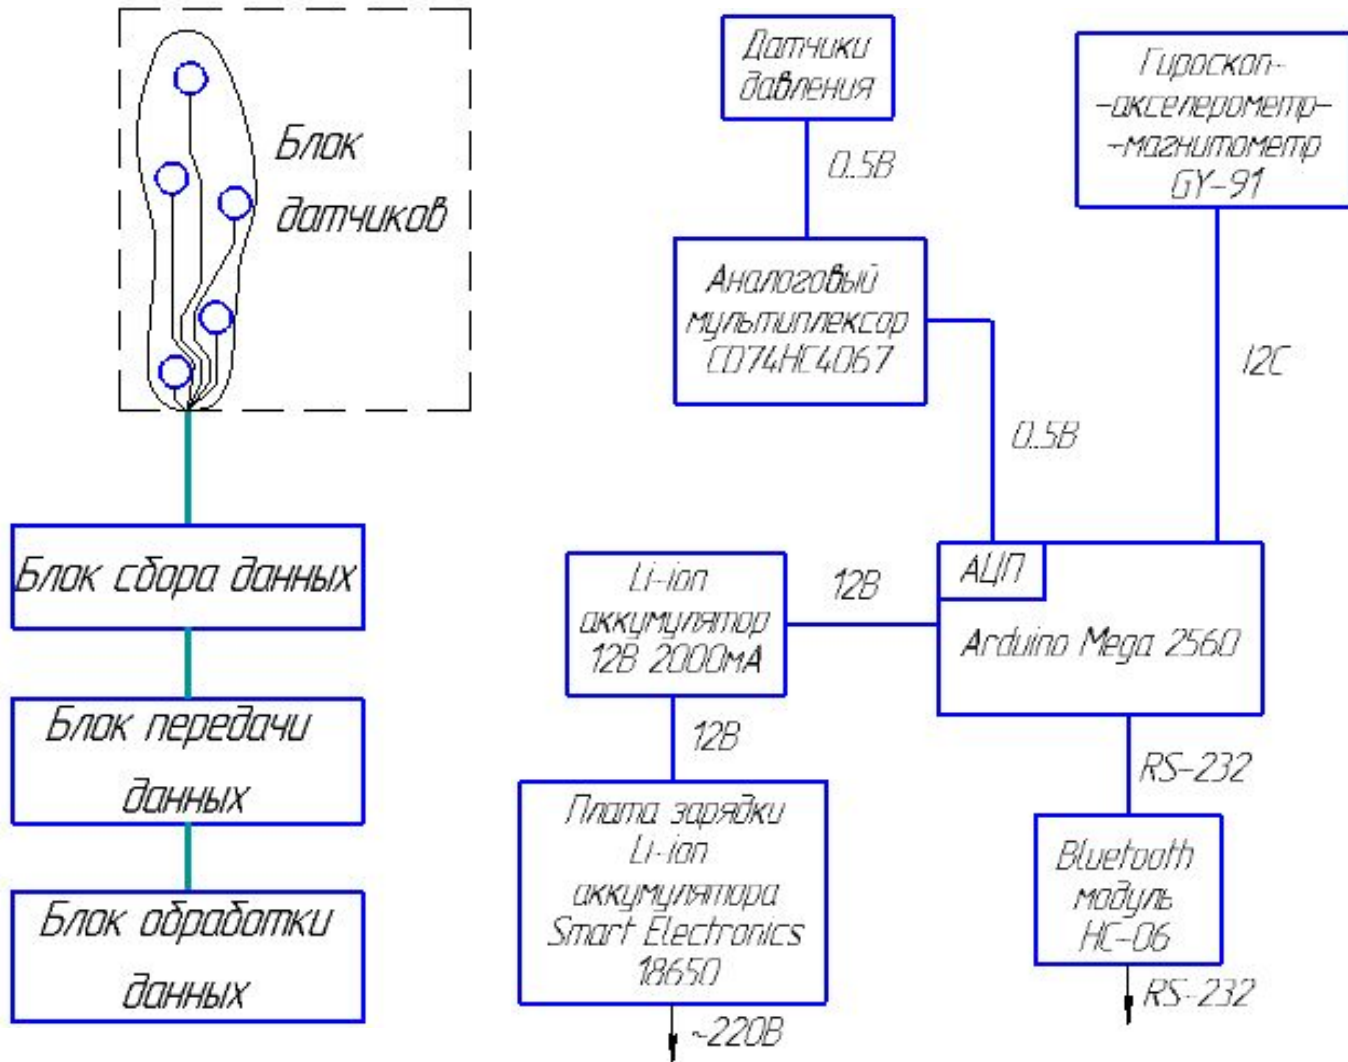 Блок
датчиков
Блок сбора данных
Блок передачи
данных
Блок обработки
данных
Датчики
давления
0..5В
Аналоговый
мультиплексор
CD74HC4067
0..5В
Гироскоп-
-акселерометр-
-магнитометр
GY-91
I2C
АЦП
Arduino Mega 2560
12В
Li-ion
аккумулятор
12В 2000мА
12В
Плата зарядки
Li-ion
аккумулятора
Smart Electronics
18650
~220В
RS-232
Bluetooth
модуль
HC-06
RS-232